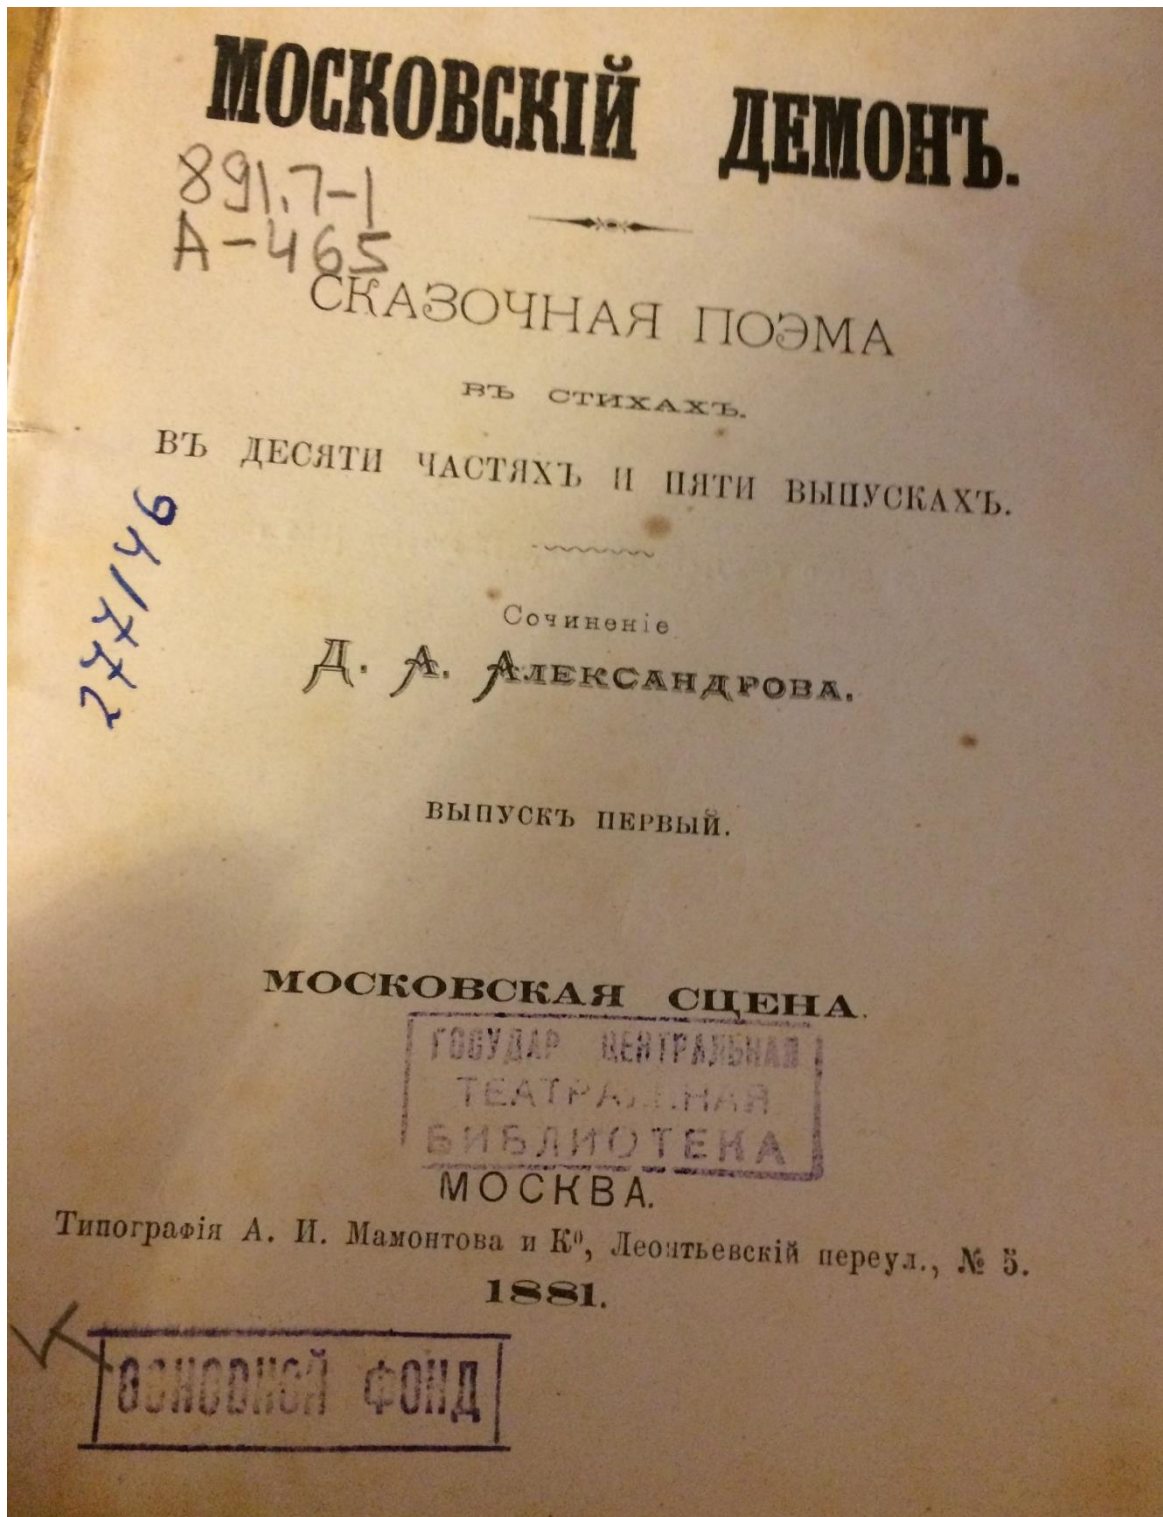 МОСКОВСКІЙ ДЕМОНЪ.
891.7-1
А-465
СКАЗОЧНАЯ ПОЭМА
ВЪ СТИХАХЪ.
ВЪ ДЕСЯТИ ЧАСТЯХЪ И ПЯТИ ВЫПУСКАХЪ.
277146
Сочиненіе
Д. А. АЛЕКСАНДРОВА.
ВЫПУСКЪ ПЕРВЫЙ.
МОСКОВСКАЯ СЦЕНА.
ГОСУДАР ЦЕНТРАЛЬНАЯ
ТЕАТРАЛЬНАЯ
БИБЛИОТЕКА
МОСКВА.
Типографія А. И. Мамонтова и Ко, Леонтьевскій переул., № 5.
1881.
ОСНОВНОЙ ФОНД